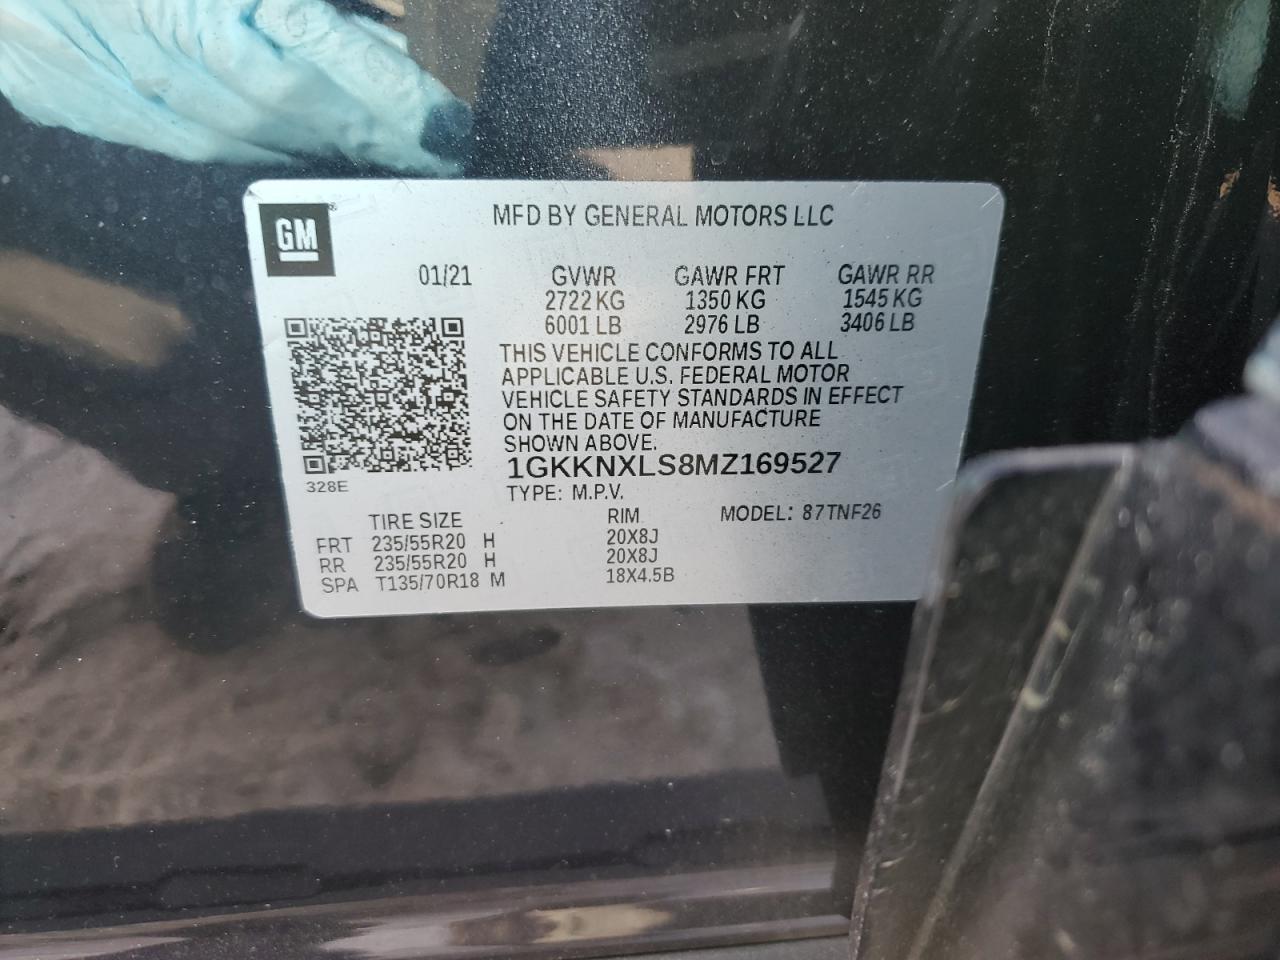 MFD BY GENERAL MOTORS LLC
GM ®
01/21 GVWR GAWR FRT GAWR RR
2722 KG 1350 KG 1545 KG
6001 LB 2976 LB 3406 LB
THIS VEHICLE CONFORMS TO ALL
APPLICABLE U.S. FEDERAL MOTOR
VEHICLE SAFETY STANDARDS IN EFFECT
ON THE DATE OF MANUFACTURE
SHOWN ABOVE.
1GKKNXLS8MZ169527
328E
TYPE: M.P.V. MODEL: 87TNF26
TIRE SIZE RIM
FRT 235/55R20 H 20X8J
RR 235/55R20 H 20X8J
SPA T135/70R18 M 18X4.5B